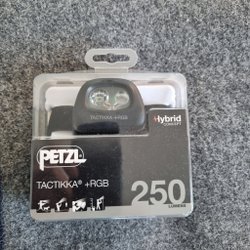 TACTIKKA +RGB
Hybrid
CONCEPT
PETZL
TACTIKKA® +RGB
250
LUMENS